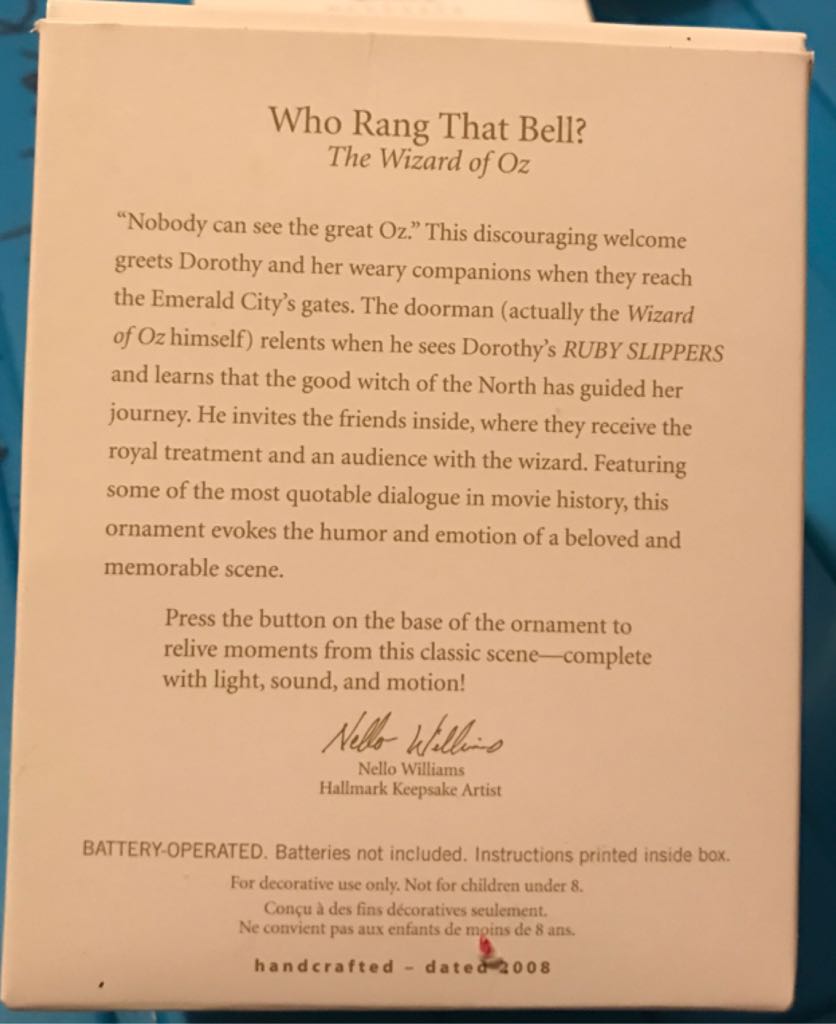 Who Rang That Bell?
The Wizard of Oz
“Nobody can see the great Oz.” This discouraging welcome
greets Dorothy and her weary companions when they reach
the Emerald City’s gates. The doorman (actually the Wizard
of Oz himself) relents when he sees Dorothy’s RUBY SLIPPERS
and learns that the good witch of the North has guided her
journey. He invites the friends inside, where they receive the
royal treatment and an audience with the wizard. Featuring
some of the most quotable dialogue in movie history, this
ornament evokes the humor and emotion of a beloved and
memorable scene.
Press the button on the base of the ornament to
relive moments from this classic scene—complete
with light, sound, and motion!
Nello Williams
Nello Williams
Hallmark Keepsake Artist
BATTERY-OPERATED. Batteries not included. Instructions printed inside box.
For decorative use only. Not for children under 8.
Conçu à des fins décoratives seulement.
Ne convient pas aux enfants de moins de 8 ans.
handcrafted – dated 2008